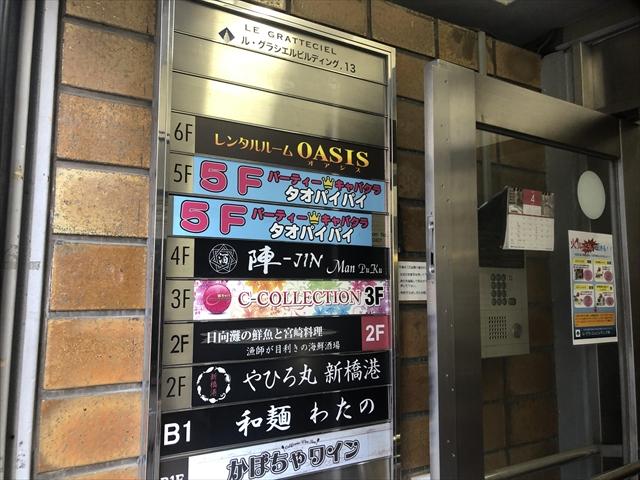 LE GRATTECIEL
ル・グラシエルビルディング.13
6F
レンタルルーム OASIS
オアシス
5F
5F パーティーキャバクラ
タオパイパイ
5F パーティーキャバクラ
タオパイパイ
4F
陣-JIN Man PuKu
3F
C-COLLECTION 3F
2F
日向灘の鮮魚と宮崎料理
漁師が目利きの海鮮酒場
2F
2F
新橋港
やひろ丸 新橋港
B1
和麺 わたの
B1F
かぼちゃワイン
4